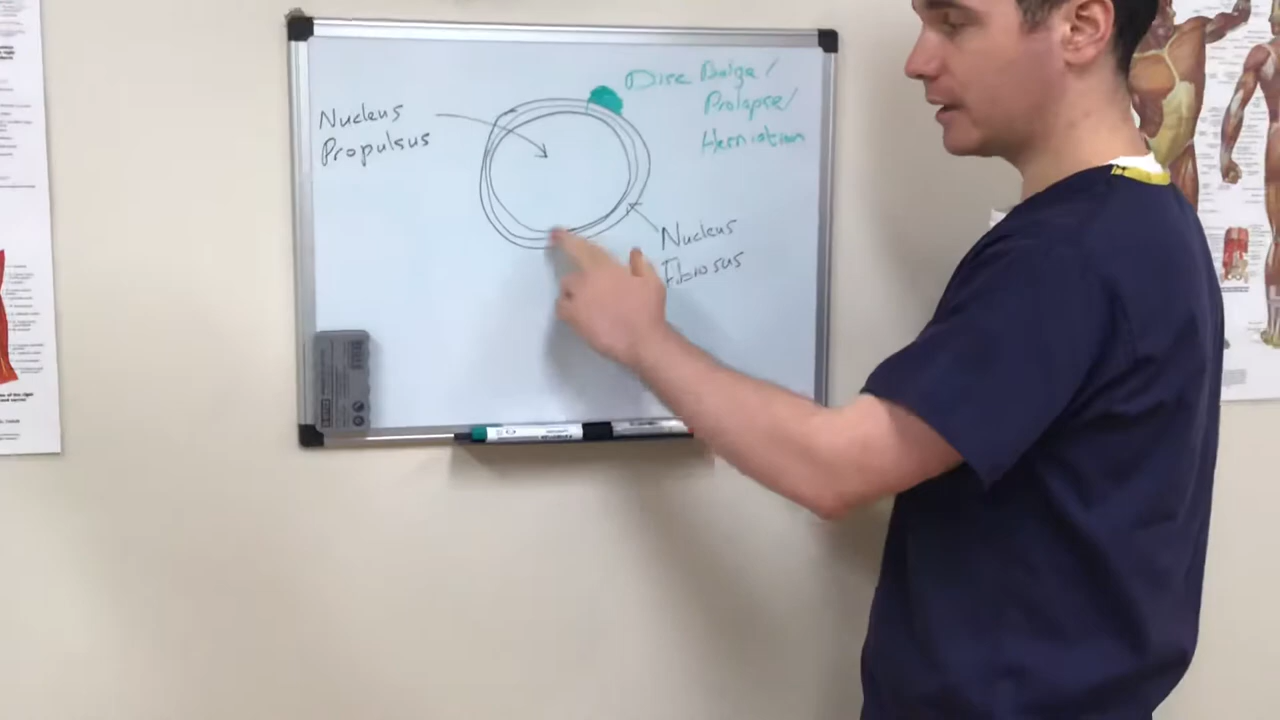 Nucleus
Propulsus
Disc Bulge/
Prolapse/
Herniation
Nucleus
Fibrosus